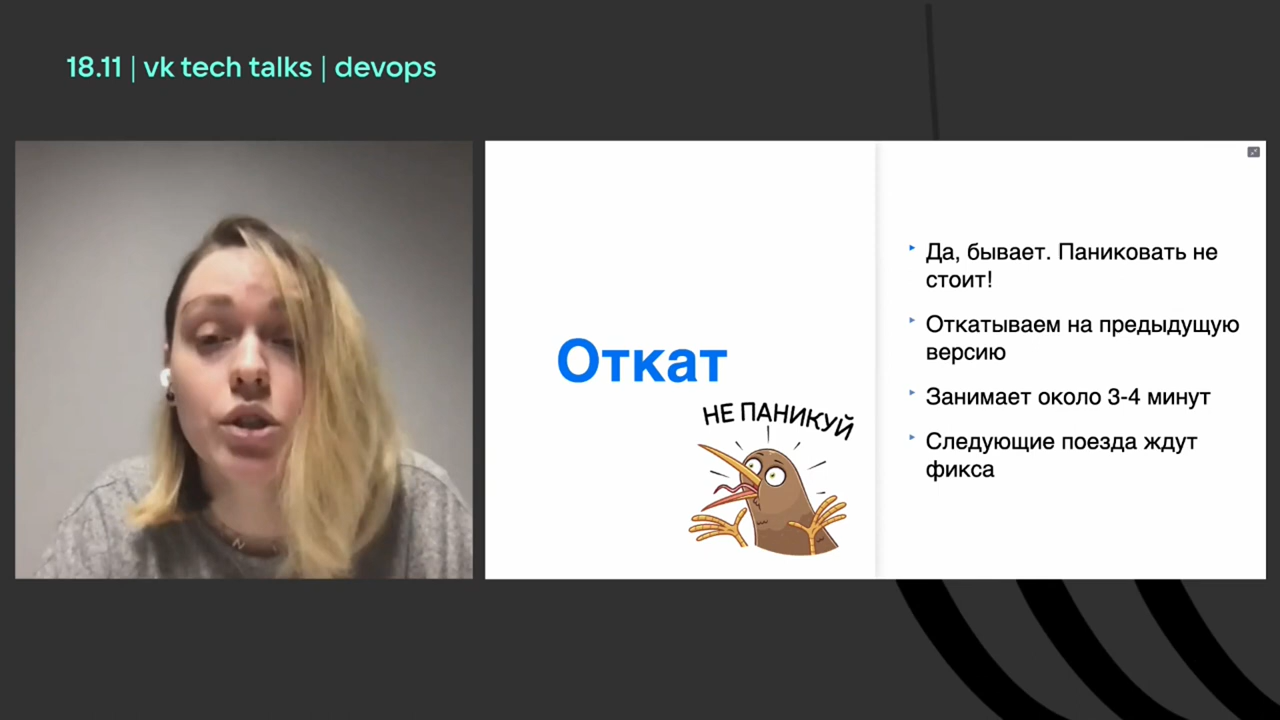 18.11 | vk tech talks | devops
Откат
НЕ ПАНИКУЙ
Да, бывает. Паниковать не
стоит!
Откатываем на предыдущую
версию
Занимает около 3-4 минут
Следующие поезда ждут
фикса